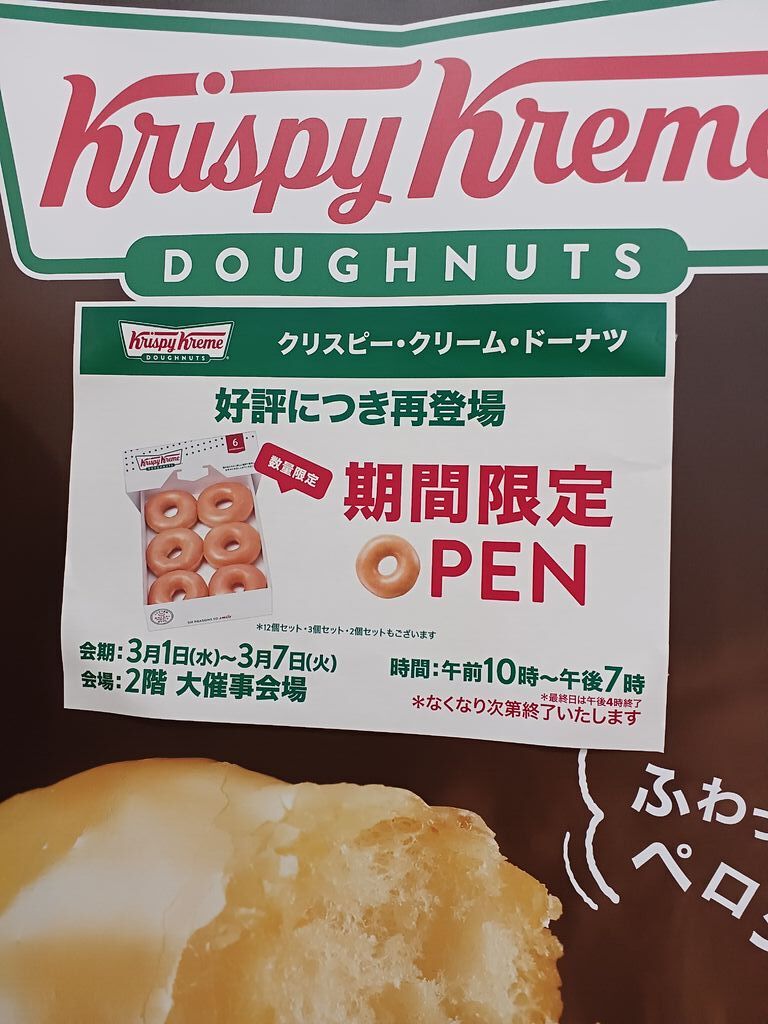 Krispy Kreme
DOUGHNUTS
Krispy Kreme
DOUGHNUTS
クリスピー・クリーム・ドーナツ
好評につき再登場
Krispy Kreme
DOUGHNUTS
6
数量限定
期間限定
OPEN
*12個セット・3個セット・2個セットもございます
会期:3月1日(水)~3月7日(火)
会場:2階 大催事会場
時間:午前10時~午後7時
*最終日は午後4時終了
*なくなり次第終了いたします
ふわっ
ペロ